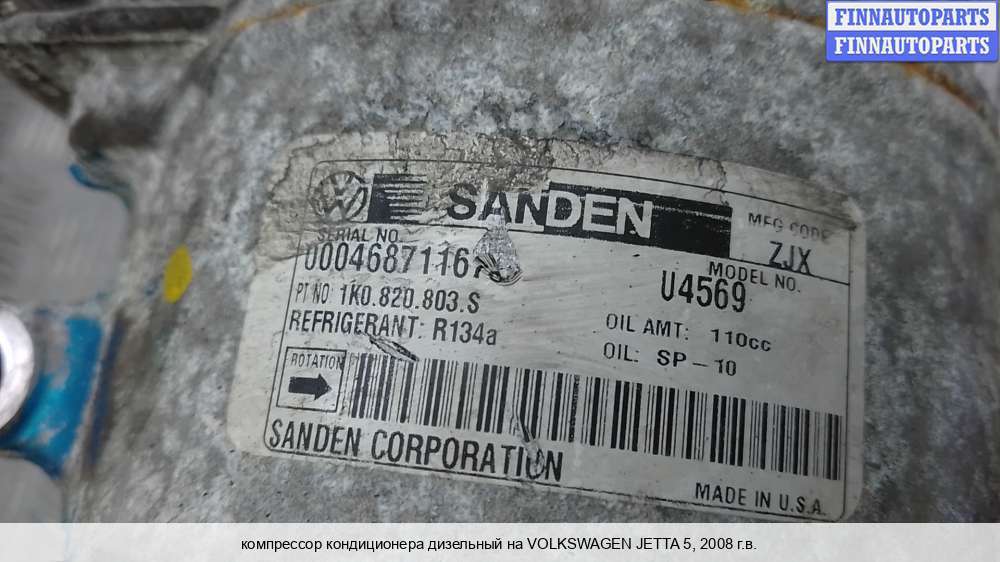 FINNAUTOPARTS
FINNAUTOPARTS
SANDEN
MFG CODE
ZJX
SERIAL NO.
MODEL NO.
U4569
PT NO: 1K0.820.803.S
REFRIGERANT: R134a
OIL AMT: 110cc
OIL: SP-10
ROTATION
SANDEN CORPORATION
MADE IN U.S.A.
компрессор кондиционера дизельный на VOLKSWAGEN JETTA 5, 2008 г.в.